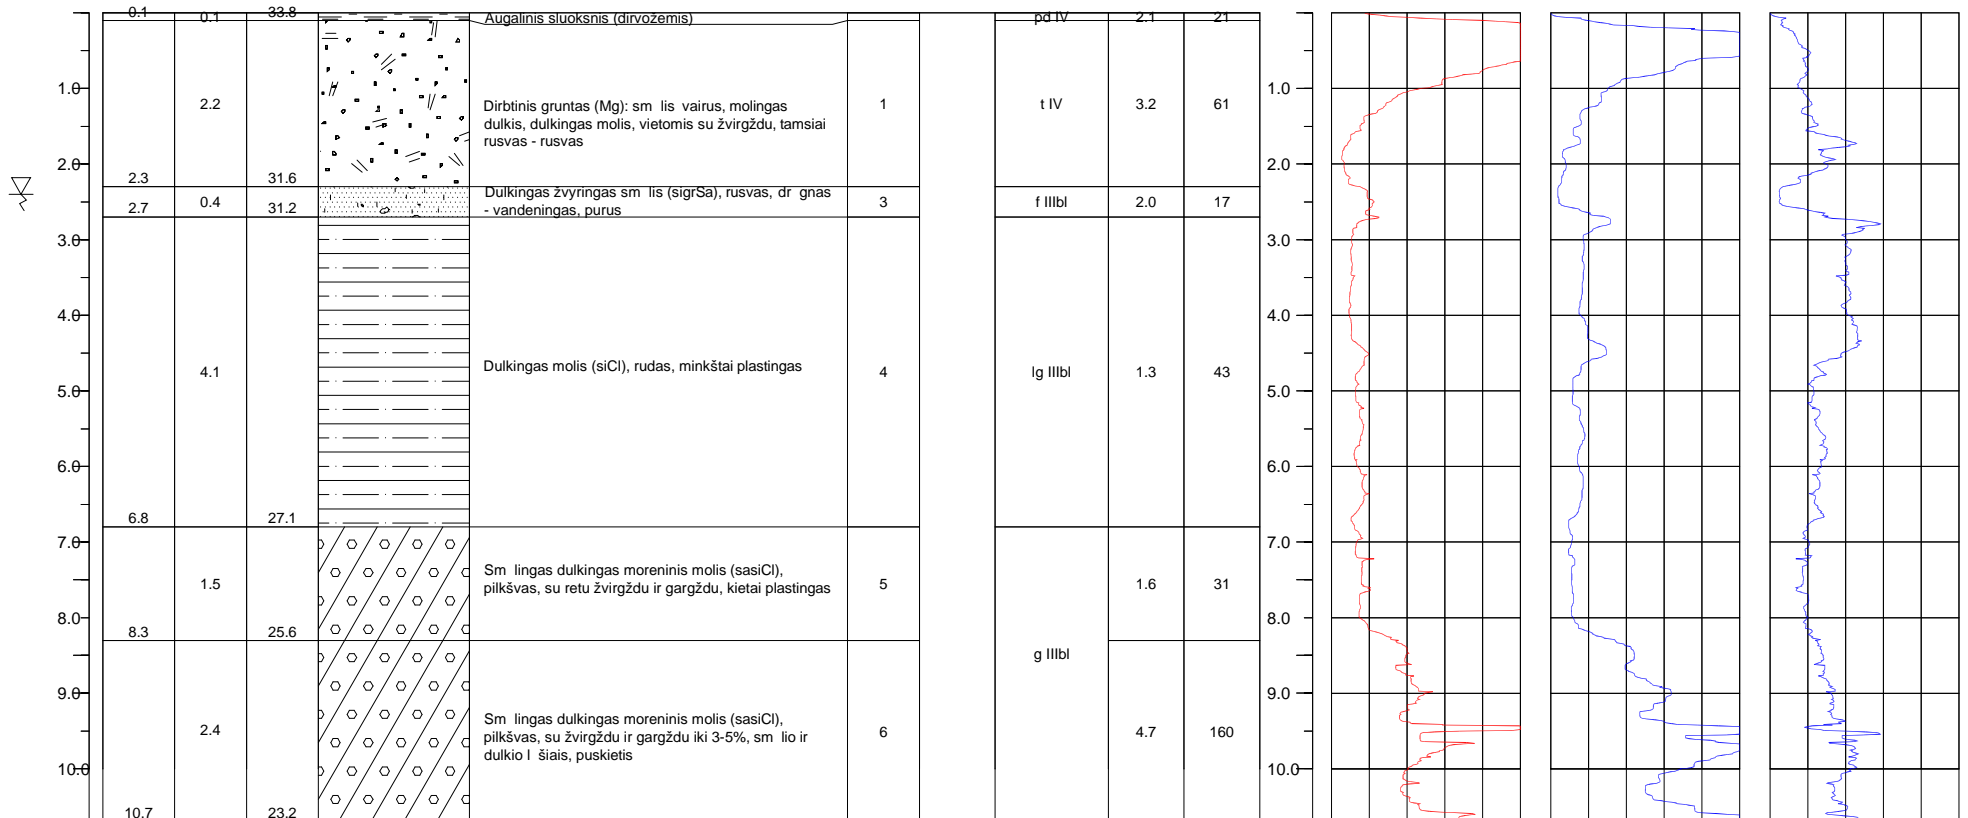 0.1 0.1 33.8 Augalinis sluoksnis (dirvožemis) pd IV 2.1 21
1.0 1.0
2.2 Dirbtinis gruntas (Mg): sm lis vairus, molingas 1 t IV 3.2 61
dulkis, dulkingas molis, vietomis su žvirgždu, tamsiai
rusvas - rusvas
2.0 2.0
2.3 31.6
Dulkingas žvyringas sm lis (sigrSa), rusvas, dr gnas
0.4 3 f IIIbl 2.0 17
2.7 31.2 - vandeningas, purus
3.0 3.0
4.0 4.0
4.1 Dulkingas molis (siCl), rudas, minkštai plastingas 4 lg IIIbl 1.3 43
5.0 5.0
6.0 6.0
6.8 27.1
7.0 7.0
Sm lingas dulkingas moreninis molis (sasiCl),
1.5 5 1.6 31
pilkšvas, su retu žvirgždu ir gargždu, kietai plastingas
8.0 8.0
8.3 25.6
g IIIbl
9.0 9.0
Sm lingas dulkingas moreninis molis (sasiCl),
2.4 pilkšvas, su žvirgždu ir gargždu iki 3-5%, sm lio ir 6 4.7 160
dulkio l šiais, puskietis
10.0 10.0
10.7 23.2